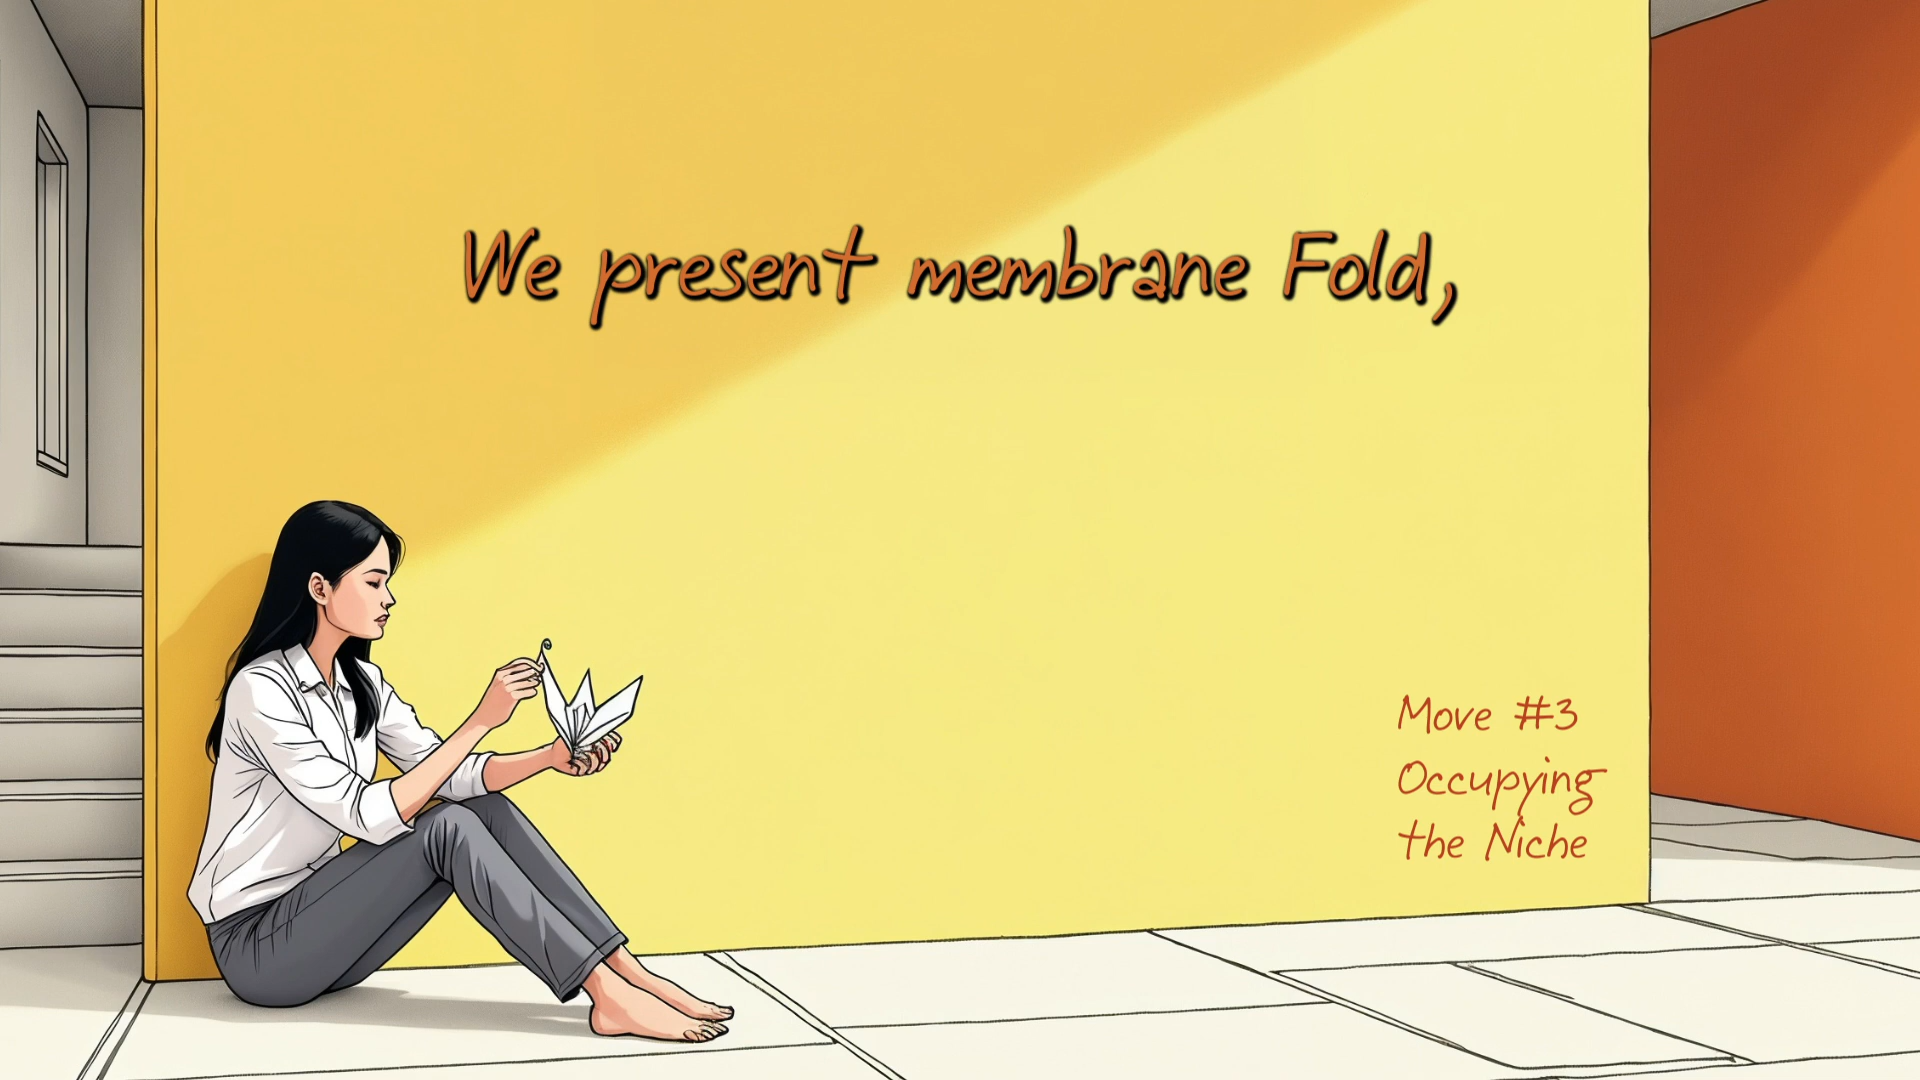 We present membrane Fold,
Move #3
Occupying
the Niche